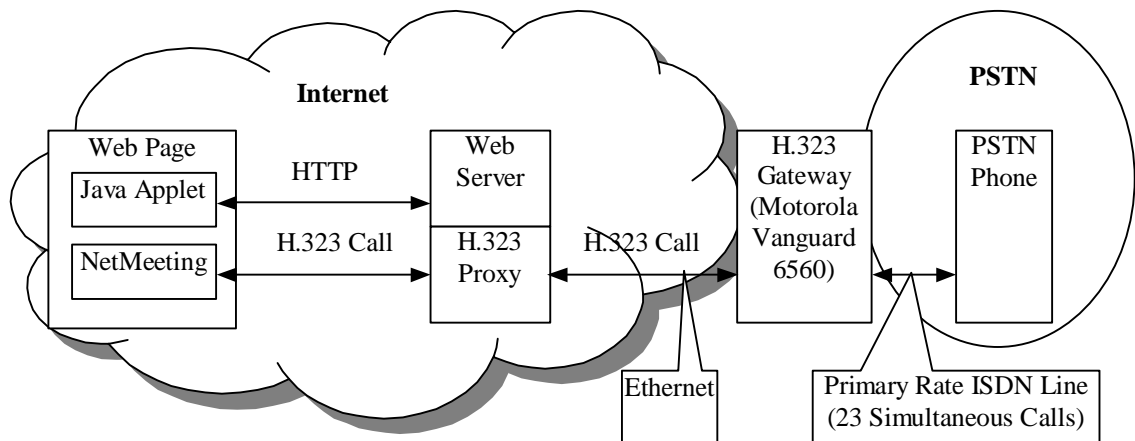 Internet
PSTN
Web Page
Java Applet
NetMeeting
HTTP
H.323 Call
Web
Server
H.323
Proxy
H.323 Call
H.323
Gateway
(Motorola
Vanguard
6560)
PSTN
Phone
Ethernet
Primary Rate ISDN Line
(23 Simultaneous Calls)